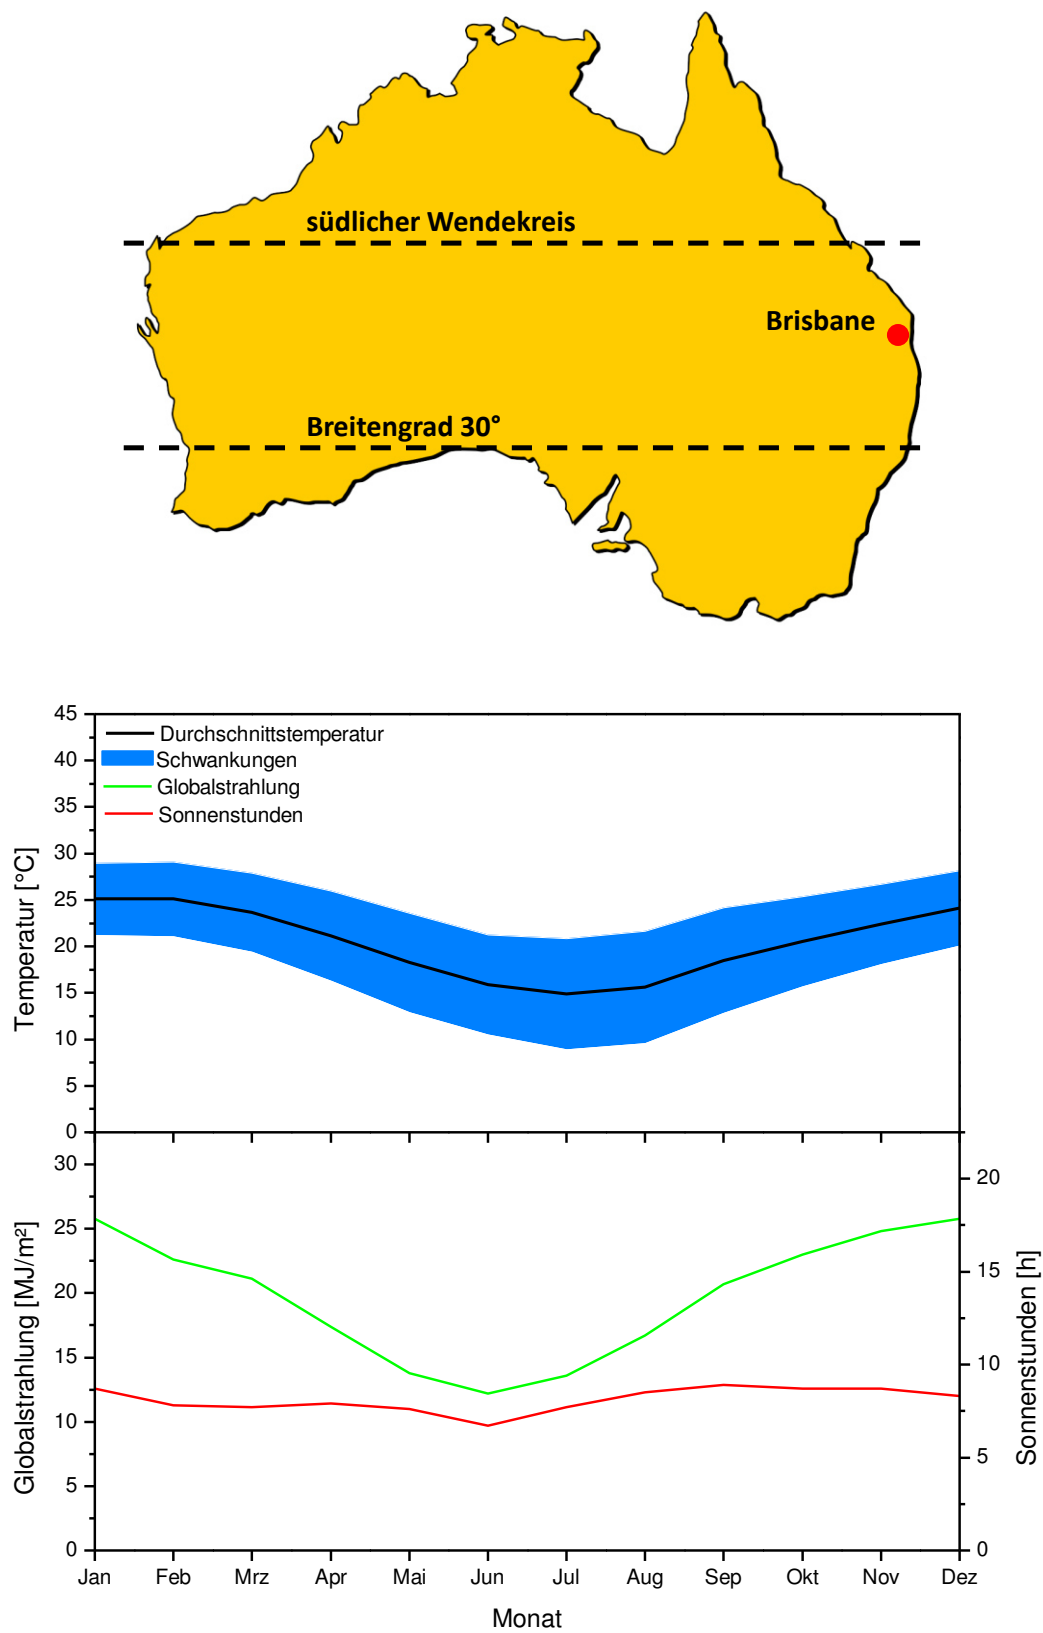 südlicher Wendekreis
Brisbane
Breitengrad 30°
45
40
35
30
25
20
15
10
5
0
Temperatur [°C]
Durchschnittstemperatur
Schwankungen
Globalstrahlung
Sonnenstunden
30
25
20
15
10
5
0
Globalstrahlung [MJ/m²]
20
15
10
5
0
Sonnenstunden [h]
Jan Feb Mrz Apr Mai Jun Jul Aug Sep Okt Nov Dez
Monat